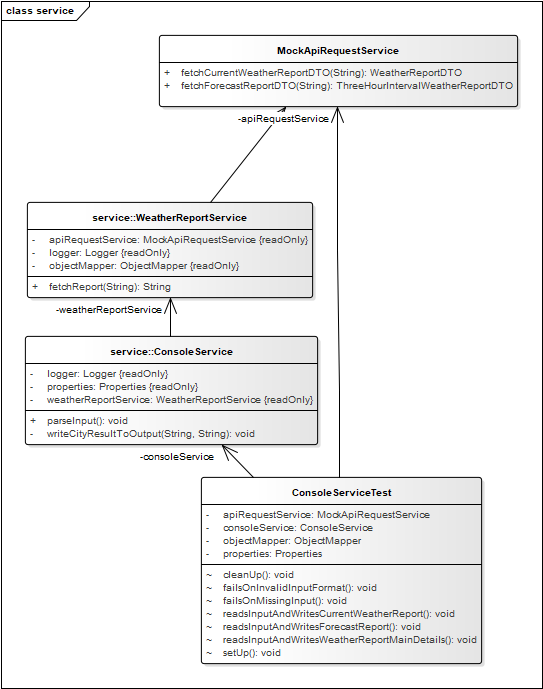 class service
MockApiRequestService
+ fetchCurrentWeatherReportDTO(String): WeatherReportDTO
+ fetchForecastReportDTO(String): ThreeHourIntervalWeatherReportDTO
-apiRequestService
service::WeatherReportService
- apiRequestService: MockApiRequestService {readOnly}
- logger: Logger {readOnly}
- objectMapper: ObjectMapper {readOnly}
+ fetchReport(String): String
-weatherReportService
service::ConsoleService
- logger: Logger {readOnly}
- properties: Properties {readOnly}
- weatherReportService: WeatherReportService {readOnly}
+ parseInput(): void
- writeCityResultToOutput(String, String): void
-consoleService
ConsoleServiceTest
- apiRequestService: MockApiRequestService
- consoleService: ConsoleService
- objectMapper: ObjectMapper
- properties: Properties
~ cleanUp(): void
~ failsOnInvalidInputFormat(): void
~ failsOnMissingInput(): void
~ readsInputAndWritesCurrentWeatherReport(): void
~ readsInputAndWritesForecastReport(): void
~ readsInputAndWritesWeatherReportMainDetails(): void
~ setUp(): void